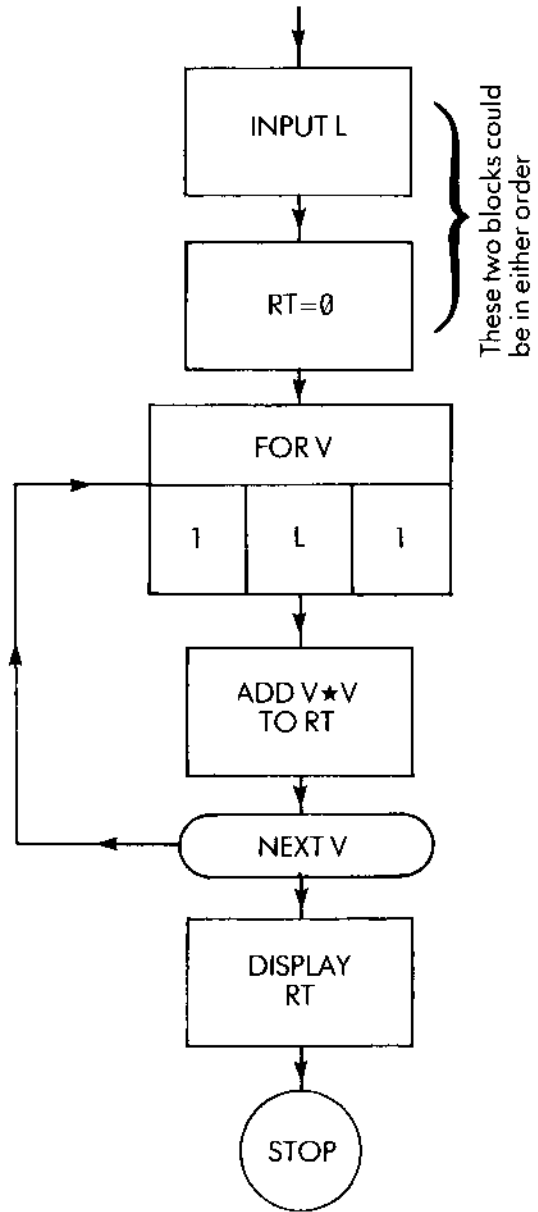 INPUT L
These two blocks could
be in either order
RT=0
FOR V
1 L 1
ADD V★V
TO RT
NEXT V
DISPLAY
RT
STOP